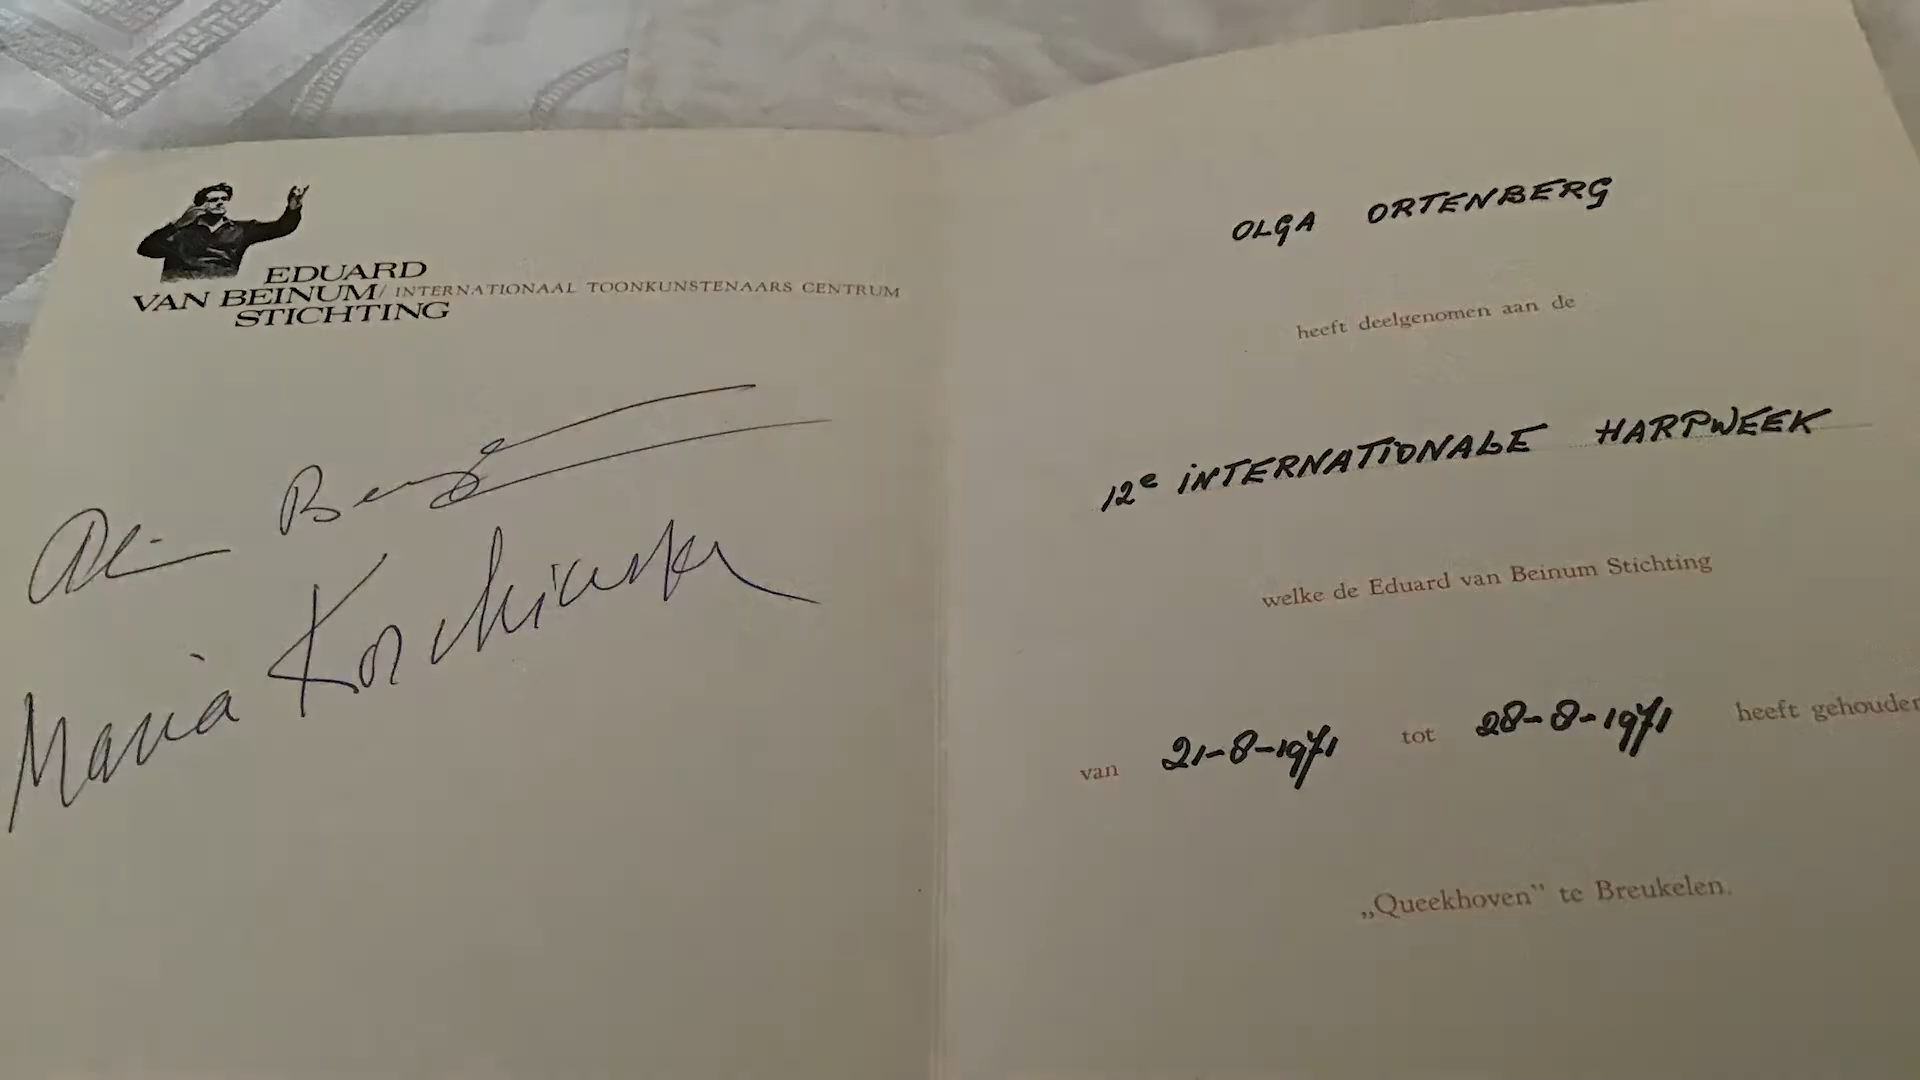 EDUARD
VAN BEINUM / INTERNATIONAAL TOONKUNSTENAARS CENTRUM
STICHTING
Maria Korchinska
OLGA ORTENBERG
heeft deelgenomen aan de
12e INTERNATIONALE HARPWEEK
welke de Eduard van Beinum Stichting
van 21-8-1971 tot 28-8-1971 heeft gehouden
„Queekhoven” te Breukelen.